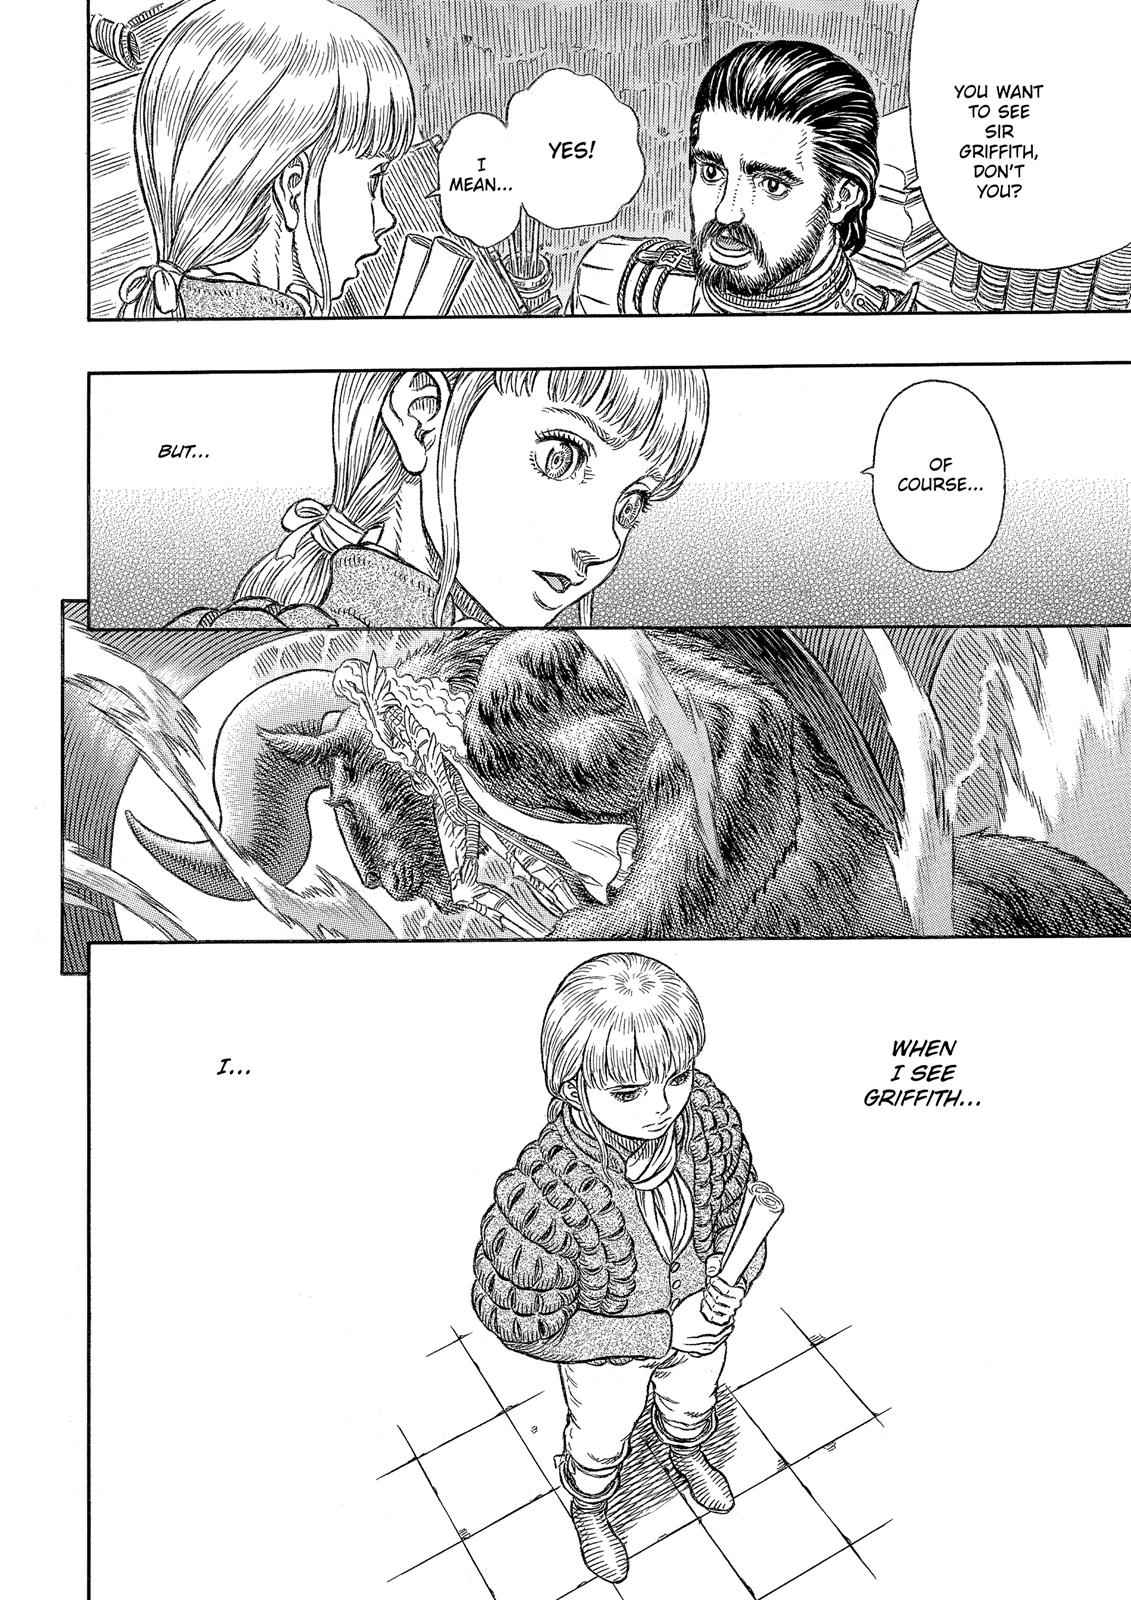 YOU WANT
TO SEE
SIR
GRIFFITH,
DON'T
YOU?
YES!
I
MEAN...
OF
COURSE...
BUT...
WHEN
I SEE
GRIFFITH...
I...